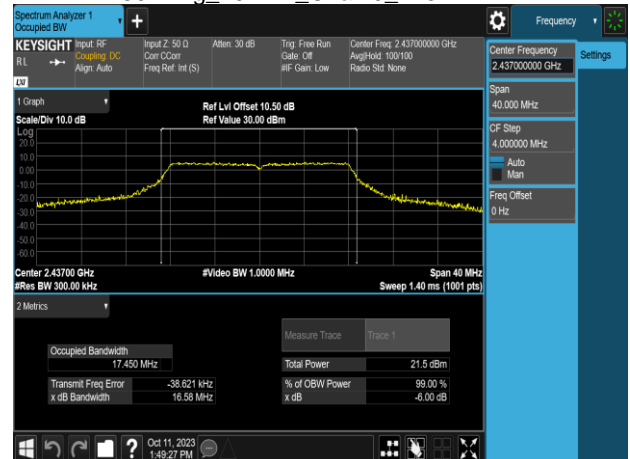 Spectrum Analyzer 1
Occupied BW
+
Frequency
KEYSIGHT
R L
LXI
Input: RF
Coupling: DC
Align: Auto
Input Z: 50 Ω
Corr CCorr
Freq Ref: Int (S)
Atten: 30 dB
Trig: Free Run
Gate: Off
#IF Gain: Low
Center Freq: 2.437000000 GHz
Avg|Hold: 100/100
Radio Std: None
Center Frequency
2.437000000 GHz
Settings
Span
40.000 MHz
CF Step
4.000000 MHz
Auto
Man
Freq Offset
0 Hz
1 Graph
Scale/Div 10.0 dB
Ref Lvl Offset 10.50 dB
Ref Value 30.00 dBm
Log
20.0
10.0
0.00
-10.0
-20.0
-30.0
-40.0
-50.0
-60.0
Center 2.43700 GHz
#Res BW 300.00 kHz
#Video BW 1.0000 MHz
Span 40 MHz
Sweep 1.40 ms (1001 pts)
2 Metrics
Measure Trace
Trace 1
Occupied Bandwidth
17.450 MHz
Total Power
21.5 dBm
Transmit Freq Error
-38.621 kHz
% of OBW Power
99.00 %
x dB Bandwidth
16.58 MHz
x dB
-6.00 dB
?
Oct 11, 2023
1:49:27 PM